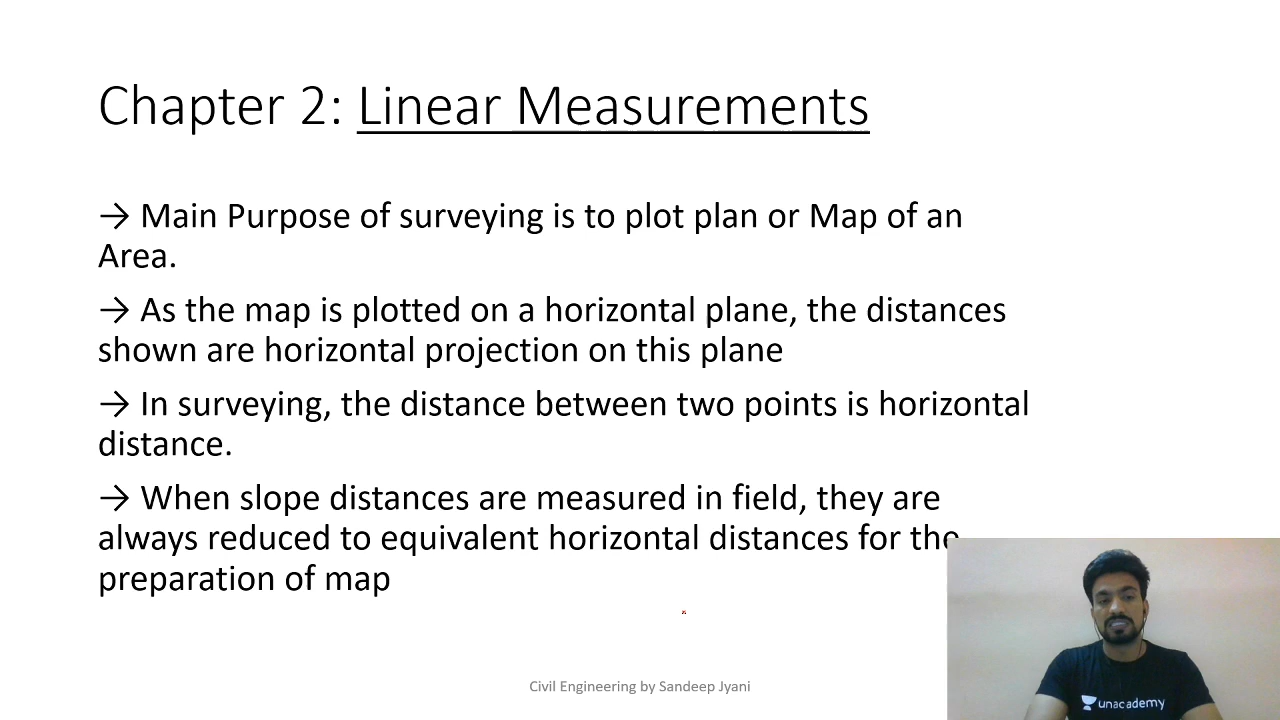 Chapter 2: Linear Measurements
→ Main Purpose of surveying is to plot plan or Map of an
Area.
→ As the map is plotted on a horizontal plane, the distances
shown are horizontal projection on this plane
→ In surveying, the distance between two points is horizontal
distance.
→ When slope distances are measured in field, they are
always reduced to equivalent horizontal distances for the
preparation of map
Civil Engineering by Sandeep Jyani
unacademy